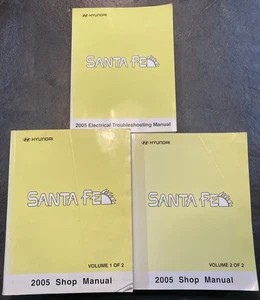 HYUNDAI
SANTA FE
2005 Electrical Troubleshooting Manual
HYUNDAI
SANTA FE
VOLUME 1 OF 2
2005 Shop Manual
HYUNDAI
SANTA FE
VOLUME 2 OF 2
2005 Shop Manual